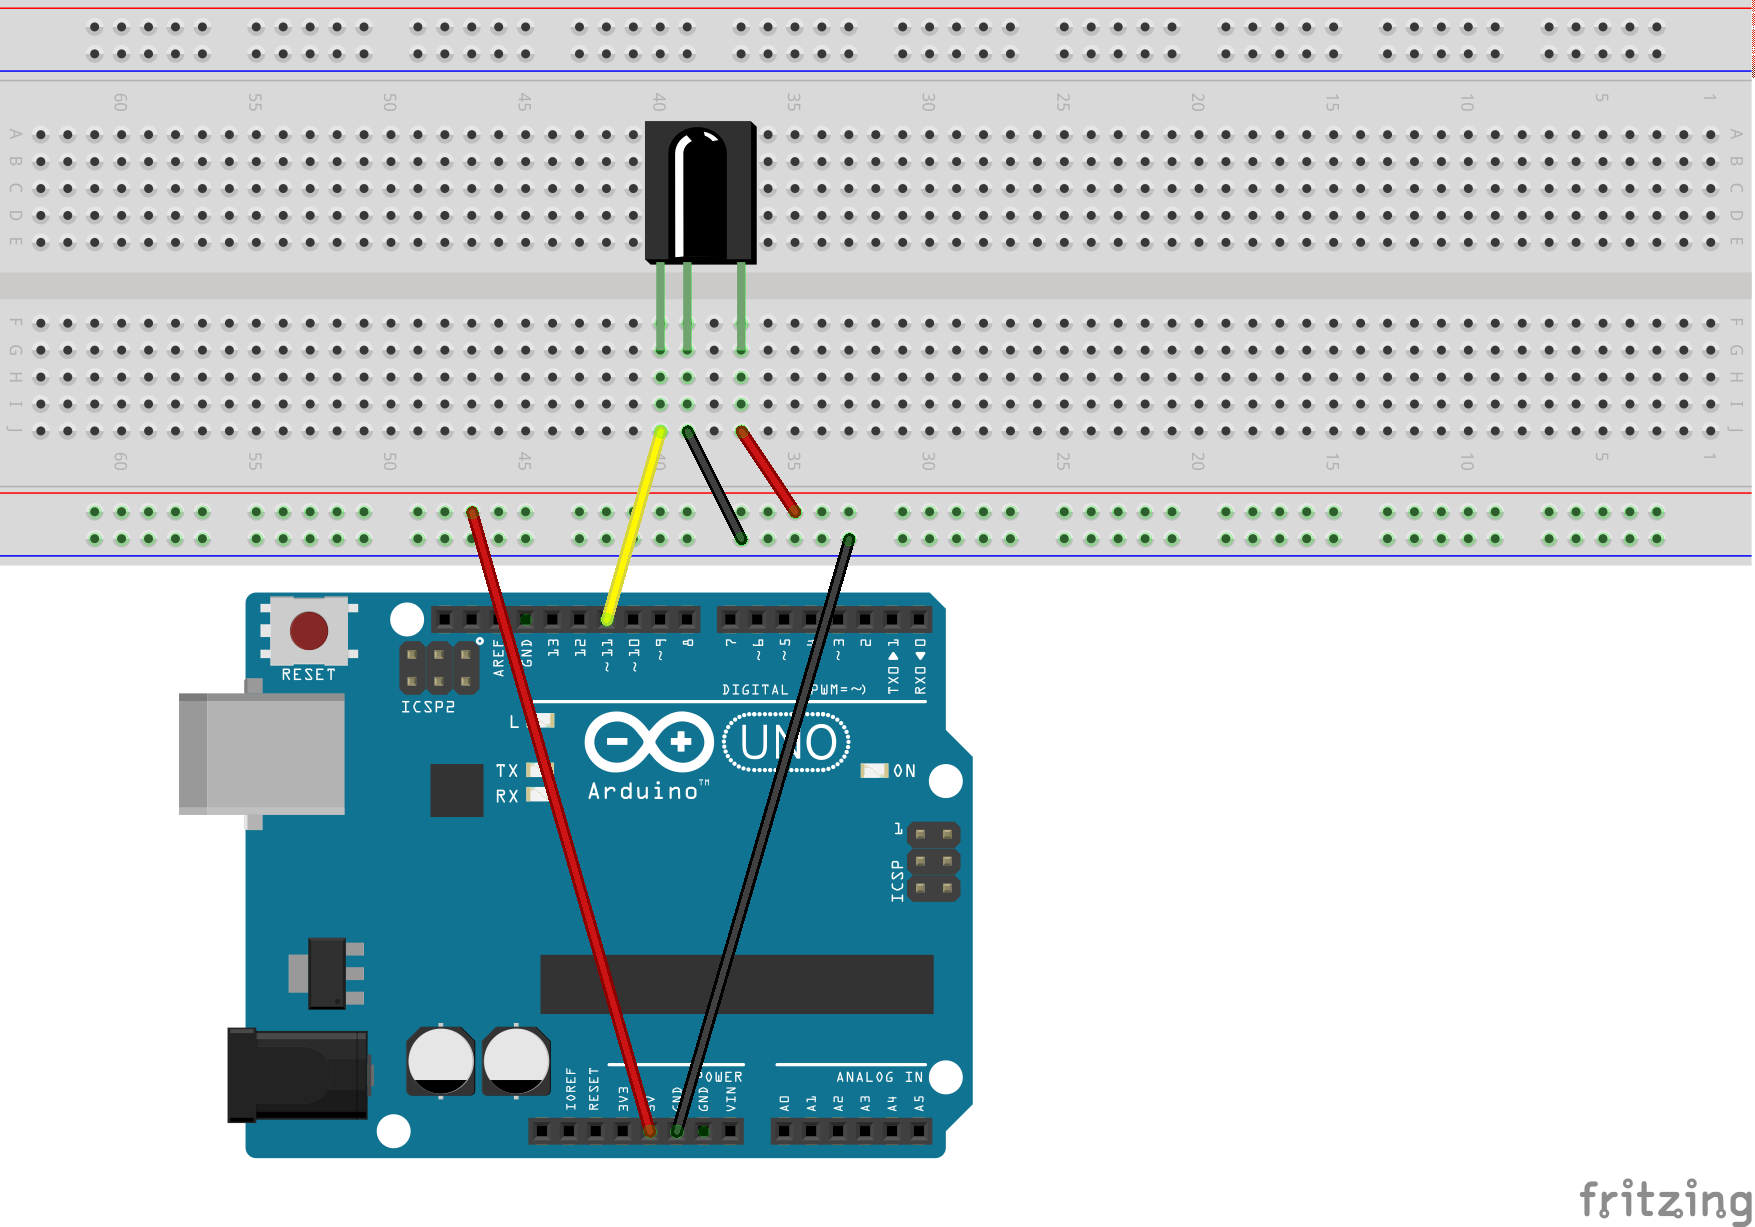 60 55 50 45 40 35 30 25 20 15 10 5 1
A A
B B
C C
D D
E E
F F
G G
H H
I I
J J
60 55 50 45 40 35 30 25 20 15 10 5 1
RESET
ICSP2
AREF GND 13 12 ~11 ~10 ~9 8 7 ~6 ~5 4 ~3 2 TX0▶1 RX0◀0
DIGITAL (PWM=~)
L
TX
RX
Arduino™
UNO
ON
1
ICSP
POWER
ANALOG IN
IOREF RESET 3V3 5V GND GND VIN A0 A1 A2 A3 A4 A5
fritzing